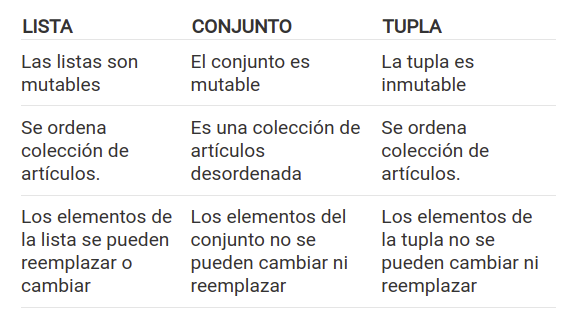 LISTA CONJUNTO TUPLA
Las listas son El conjunto es La tupla es
mutables mutable inmutable
Se ordena Es una colección de Se ordena
colección de artículos colección de
artículos. desordenada artículos.
Los elementos de Los elementos del Los elementos de
la lista se pueden conjunto no se la tupla no se
reemplazar o pueden cambiar ni pueden cambiar ni
cambiar reemplazar reemplazar